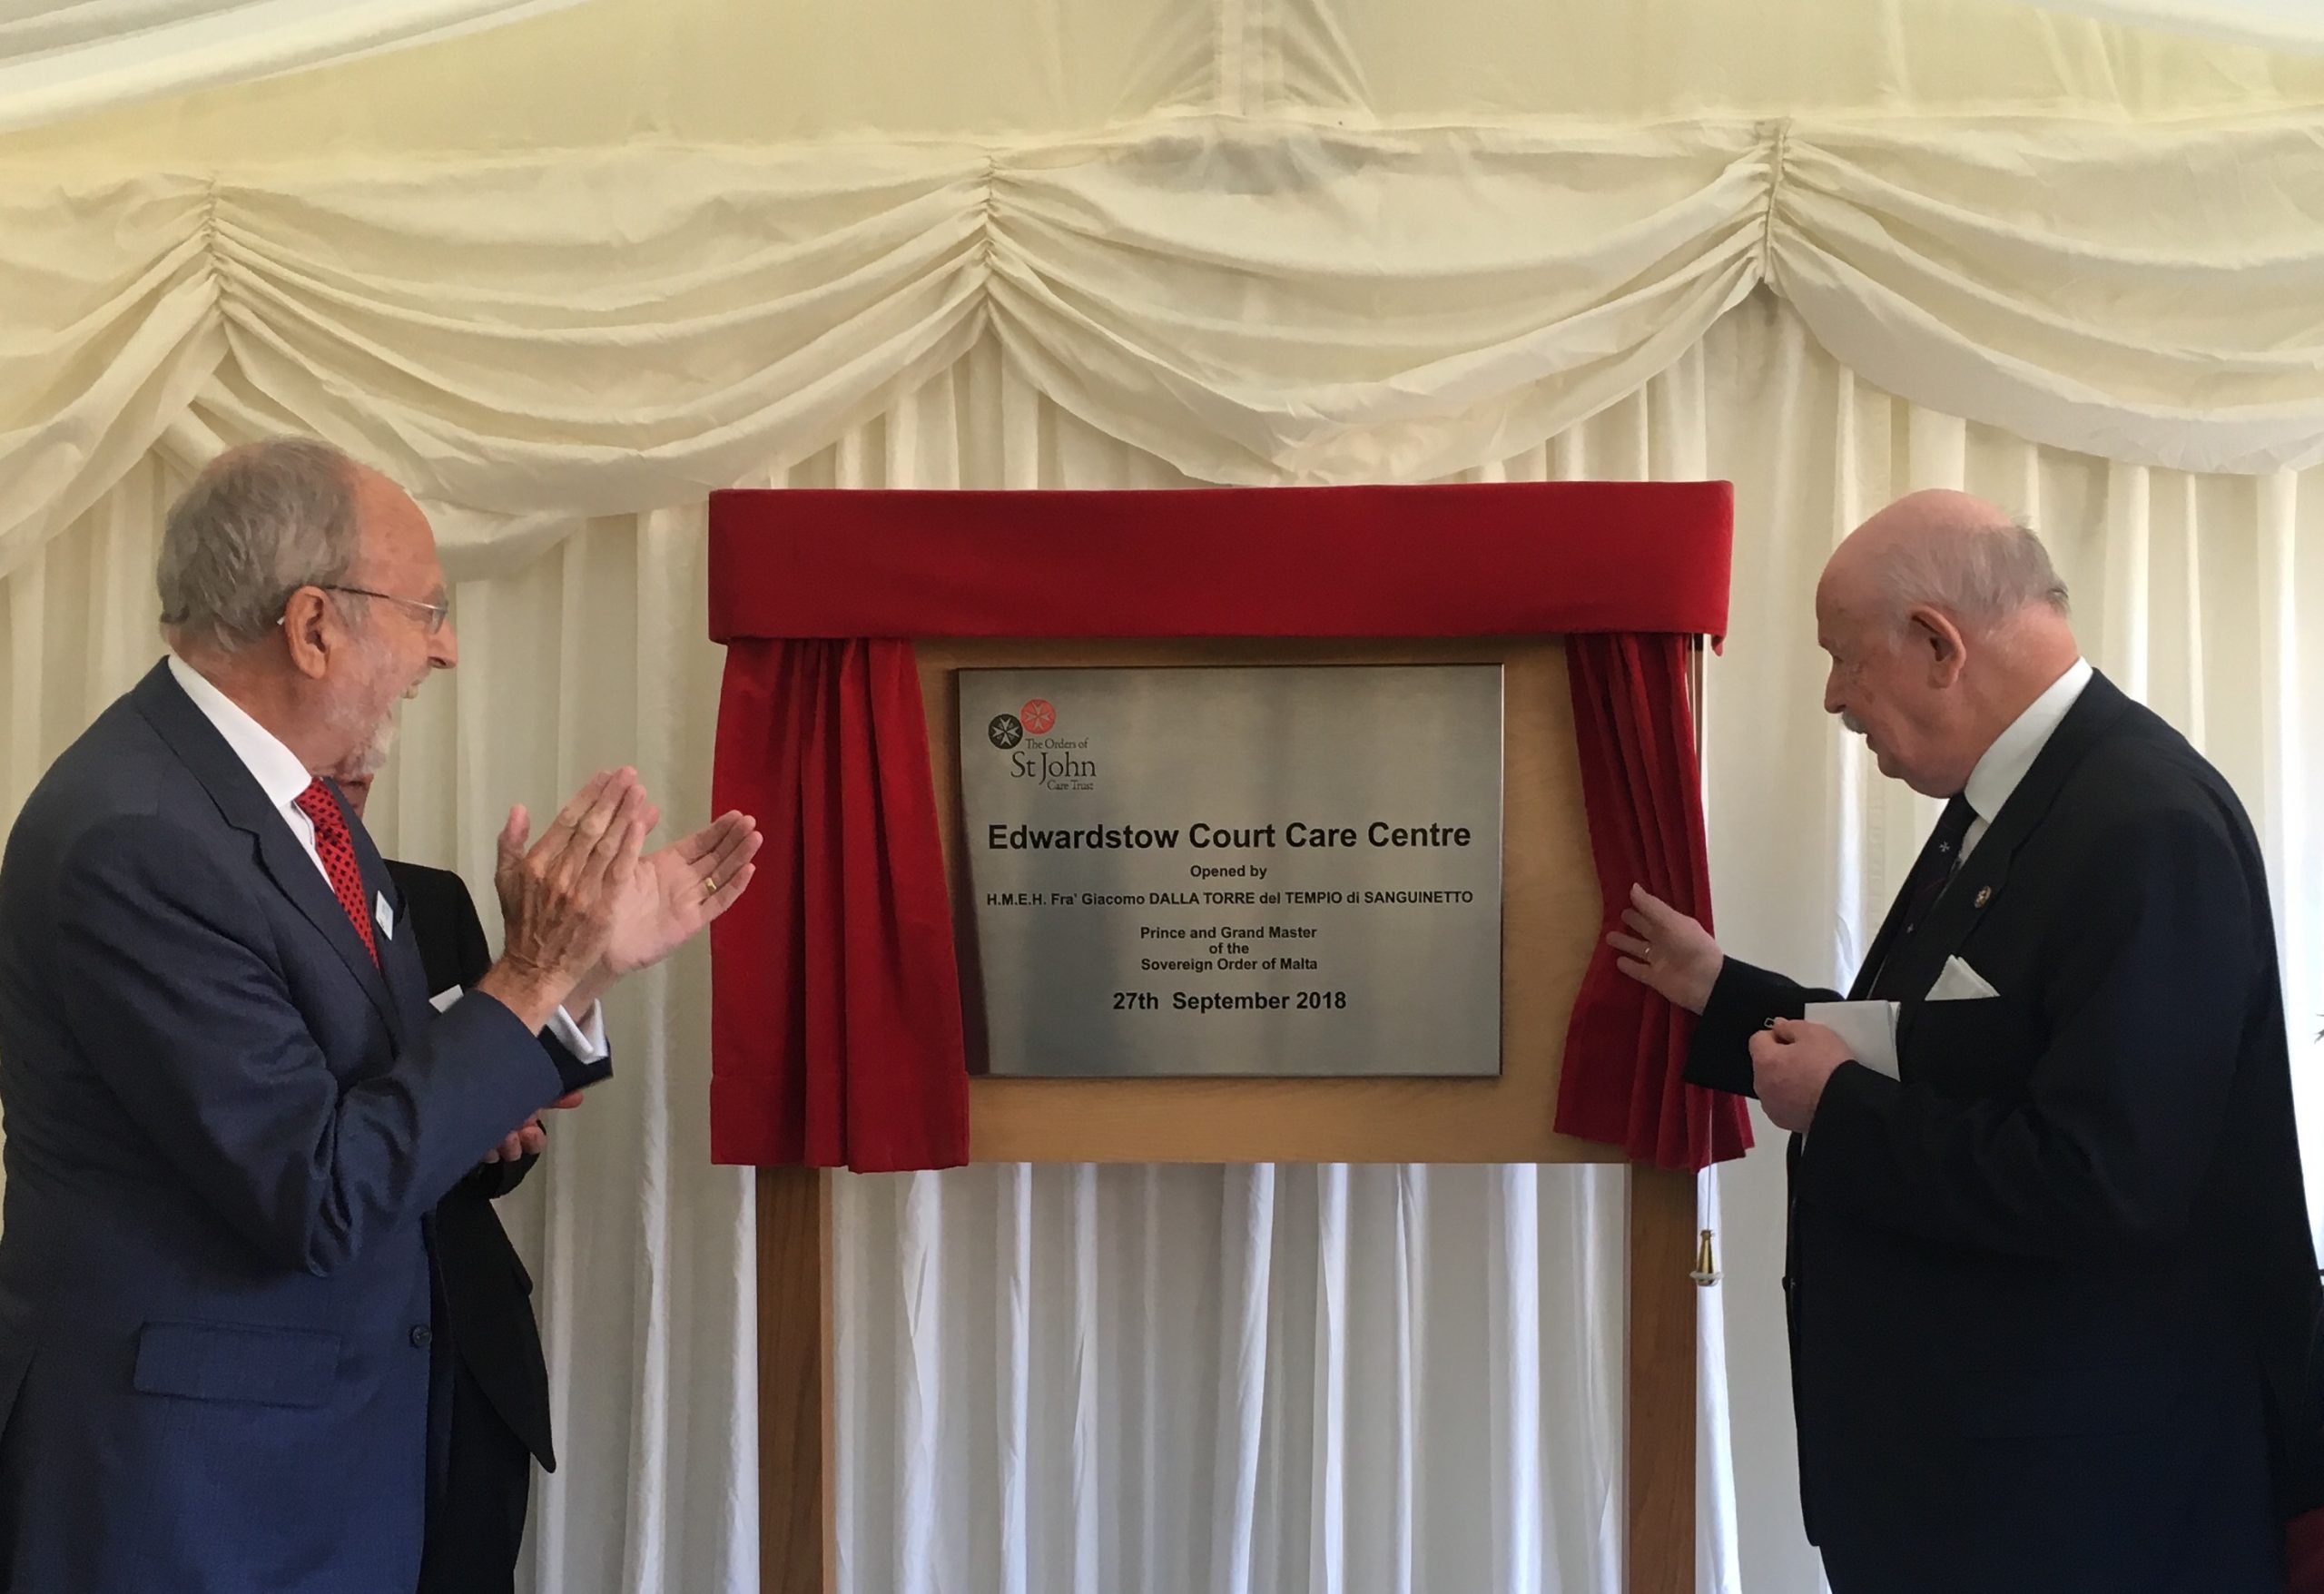 The Orders of
St John
Care Trust
Edwardstow Court Care Centre
Opened by
H.M.E.H. Fra' Giacomo DALLA TORRE del TEMPIO di SANGUINETTO
Prince and Grand Master
of the
Sovereign Order of Malta
27th September 2018